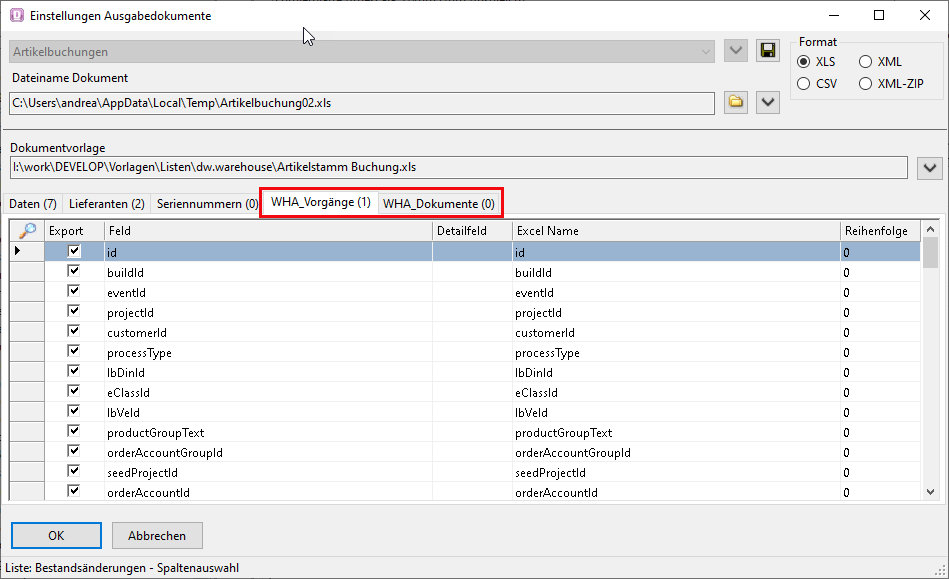 Einstellungen Ausgabedokumente
Artikelbuchungen
Format
XLS XML
CSV XML-ZIP
Dateiname Dokument
C:\Users\andrea\AppData\Local\Temp\Artikelbuchung02.xls
Dokumentvorlage
I:\work\DEVELOP\Vorlagen\Listen\dw.warehouse\Artikelstamm Buchung.xls
Daten (7) Lieferanten (2) Seriennummern (0) WHA_Vorgänge (1) WHA_Dokumente (0)
Export Feld Detailfeld Excel Name Reihenfolge
id id 0
buildId buildId 0
eventId eventId 0
projectId projectId 0
customerId customerId 0
processType processType 0
lbDinId lbDinId 0
eClassId eClassId 0
lbVeId lbVeId 0
productGroupText productGroupText 0
orderAccountGroupId orderAccountGroupId 0
seedProjectId seedProjectId 0
orderAccountId orderAccountId 0
OK Abbrechen
Liste: Bestandsänderungen - Spaltenauswahl